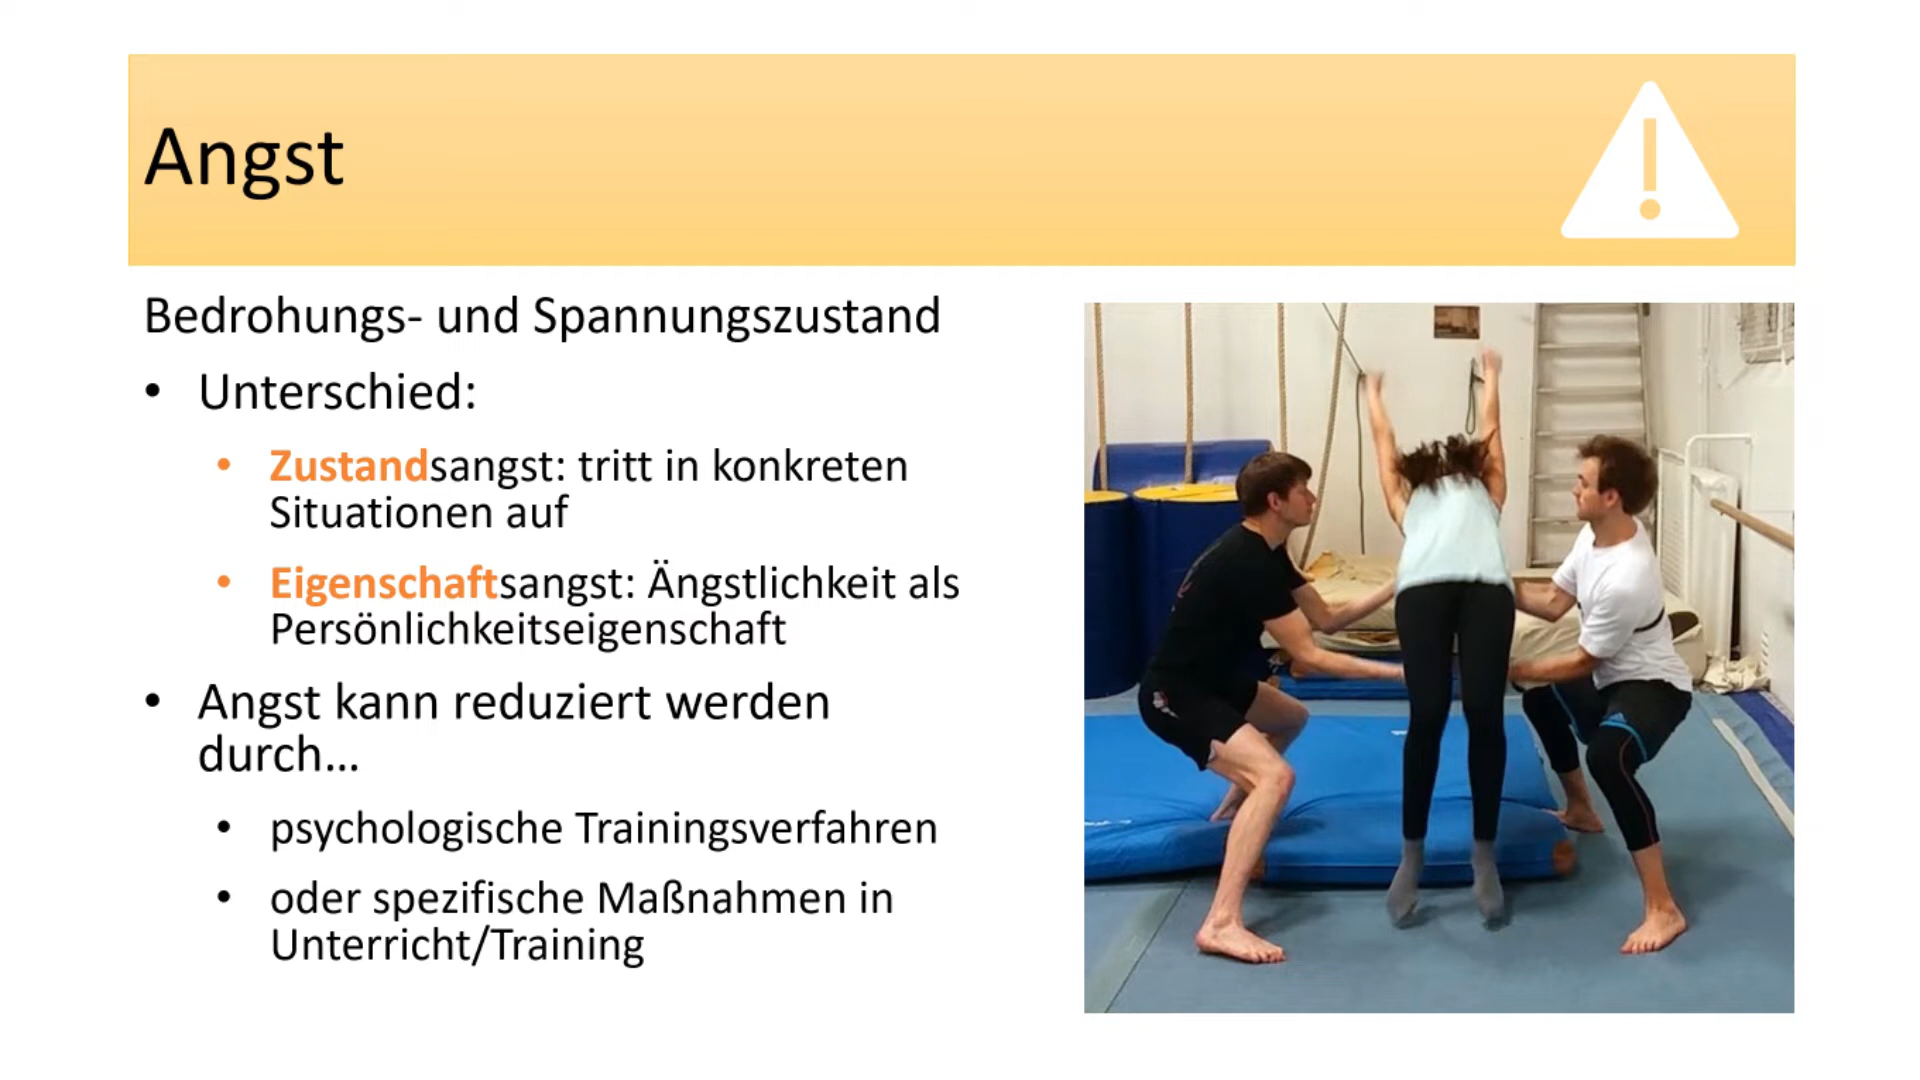 Angst
Bedrohungs- und Spannungszustand
• Unterschied:
• Zustandsangst: tritt in konkreten
Situationen auf
• Eigenschaftsangst: Ängstlichkeit als
Persönlichkeitseigenschaft
• Angst kann reduziert werden
durch...
• psychologische Trainingsverfahren
• oder spezifische Maßnahmen in
Unterricht/Training